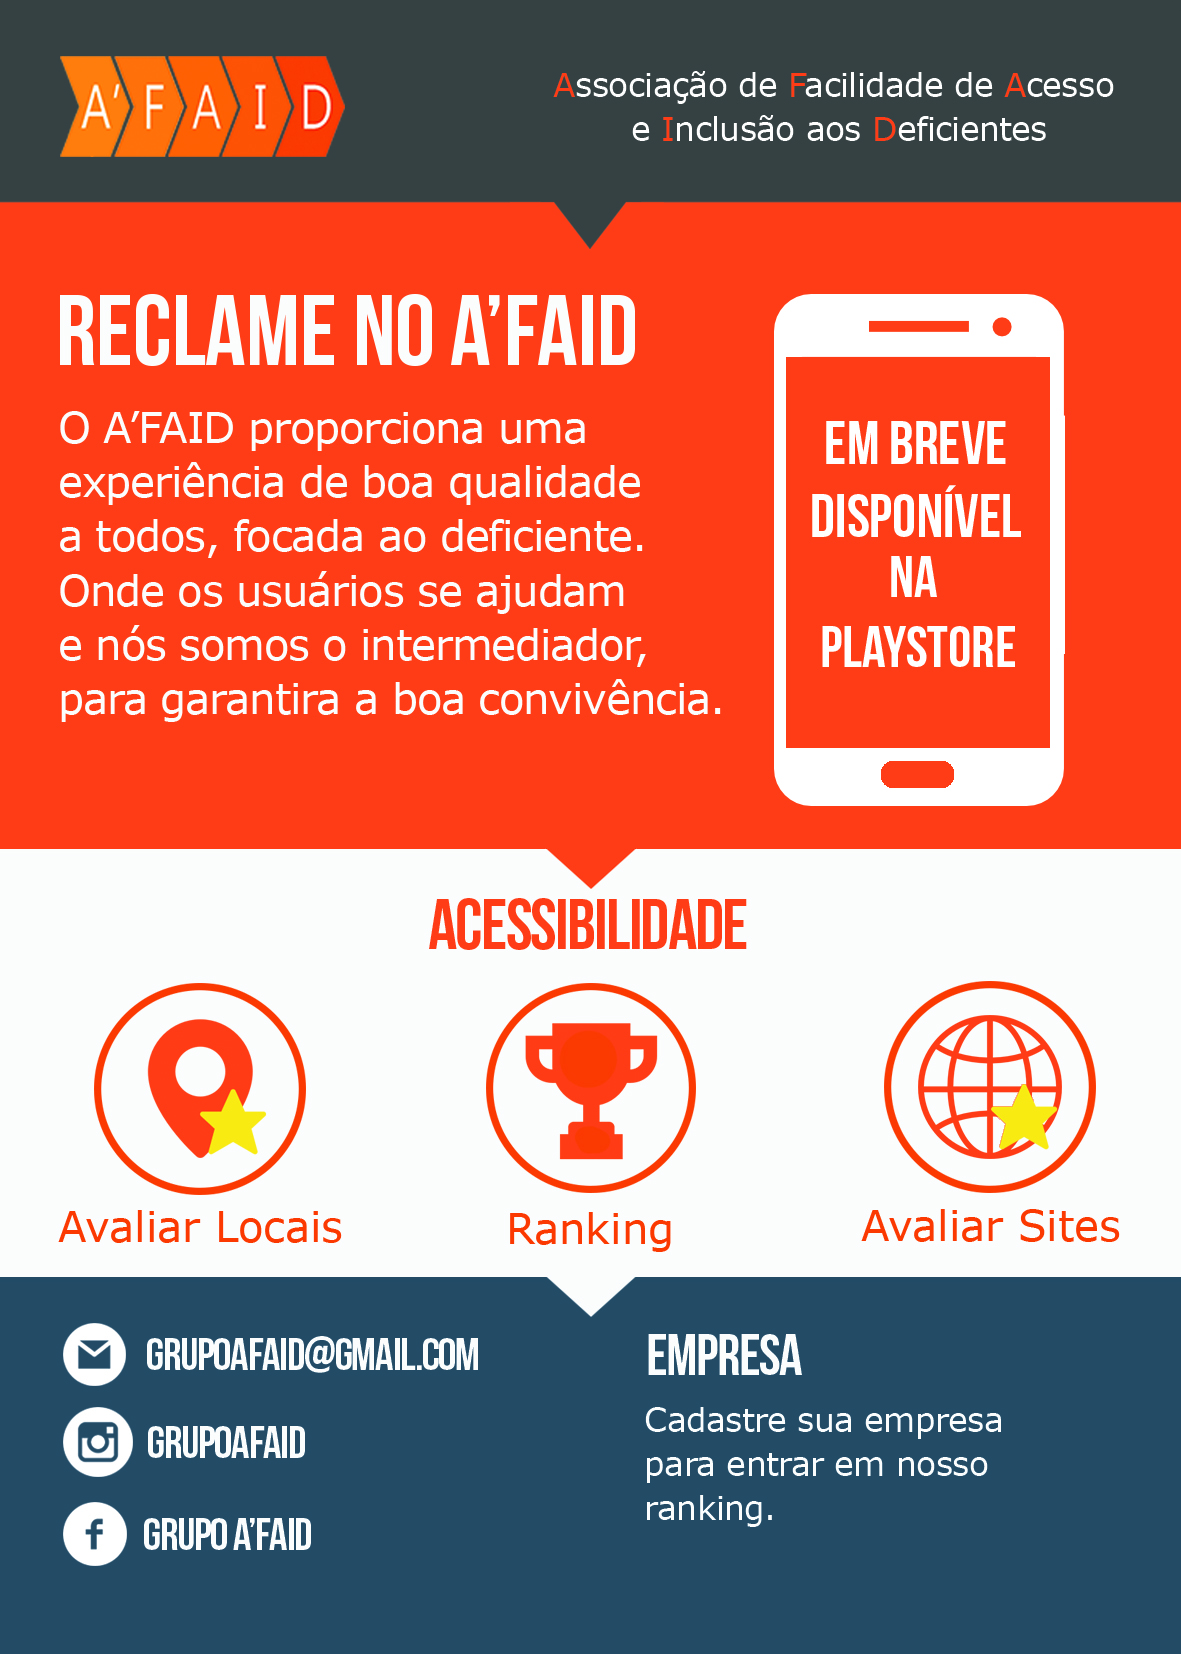 A'FAID
Associação de Facilidade de Acesso
e Inclusão aos Deficientes
RECLAME NO A'FAID
O A'FAID proporciona uma
experiência de boa qualidade
a todos, focada ao deficiente.
Onde os usuários se ajudam
e nós somos o intermediador,
para garantira a boa convivência.
EM BREVE
DISPONÍVEL
NA
PLAYSTORE
ACESSIBILIDADE
Avaliar Locais
Ranking
Avaliar Sites
GRUPOAFAID@GMAIL.COM
GRUPOAFAID
GRUPO A'FAID
EMPRESA
Cadastre sua empresa
para entrar em nosso
ranking.